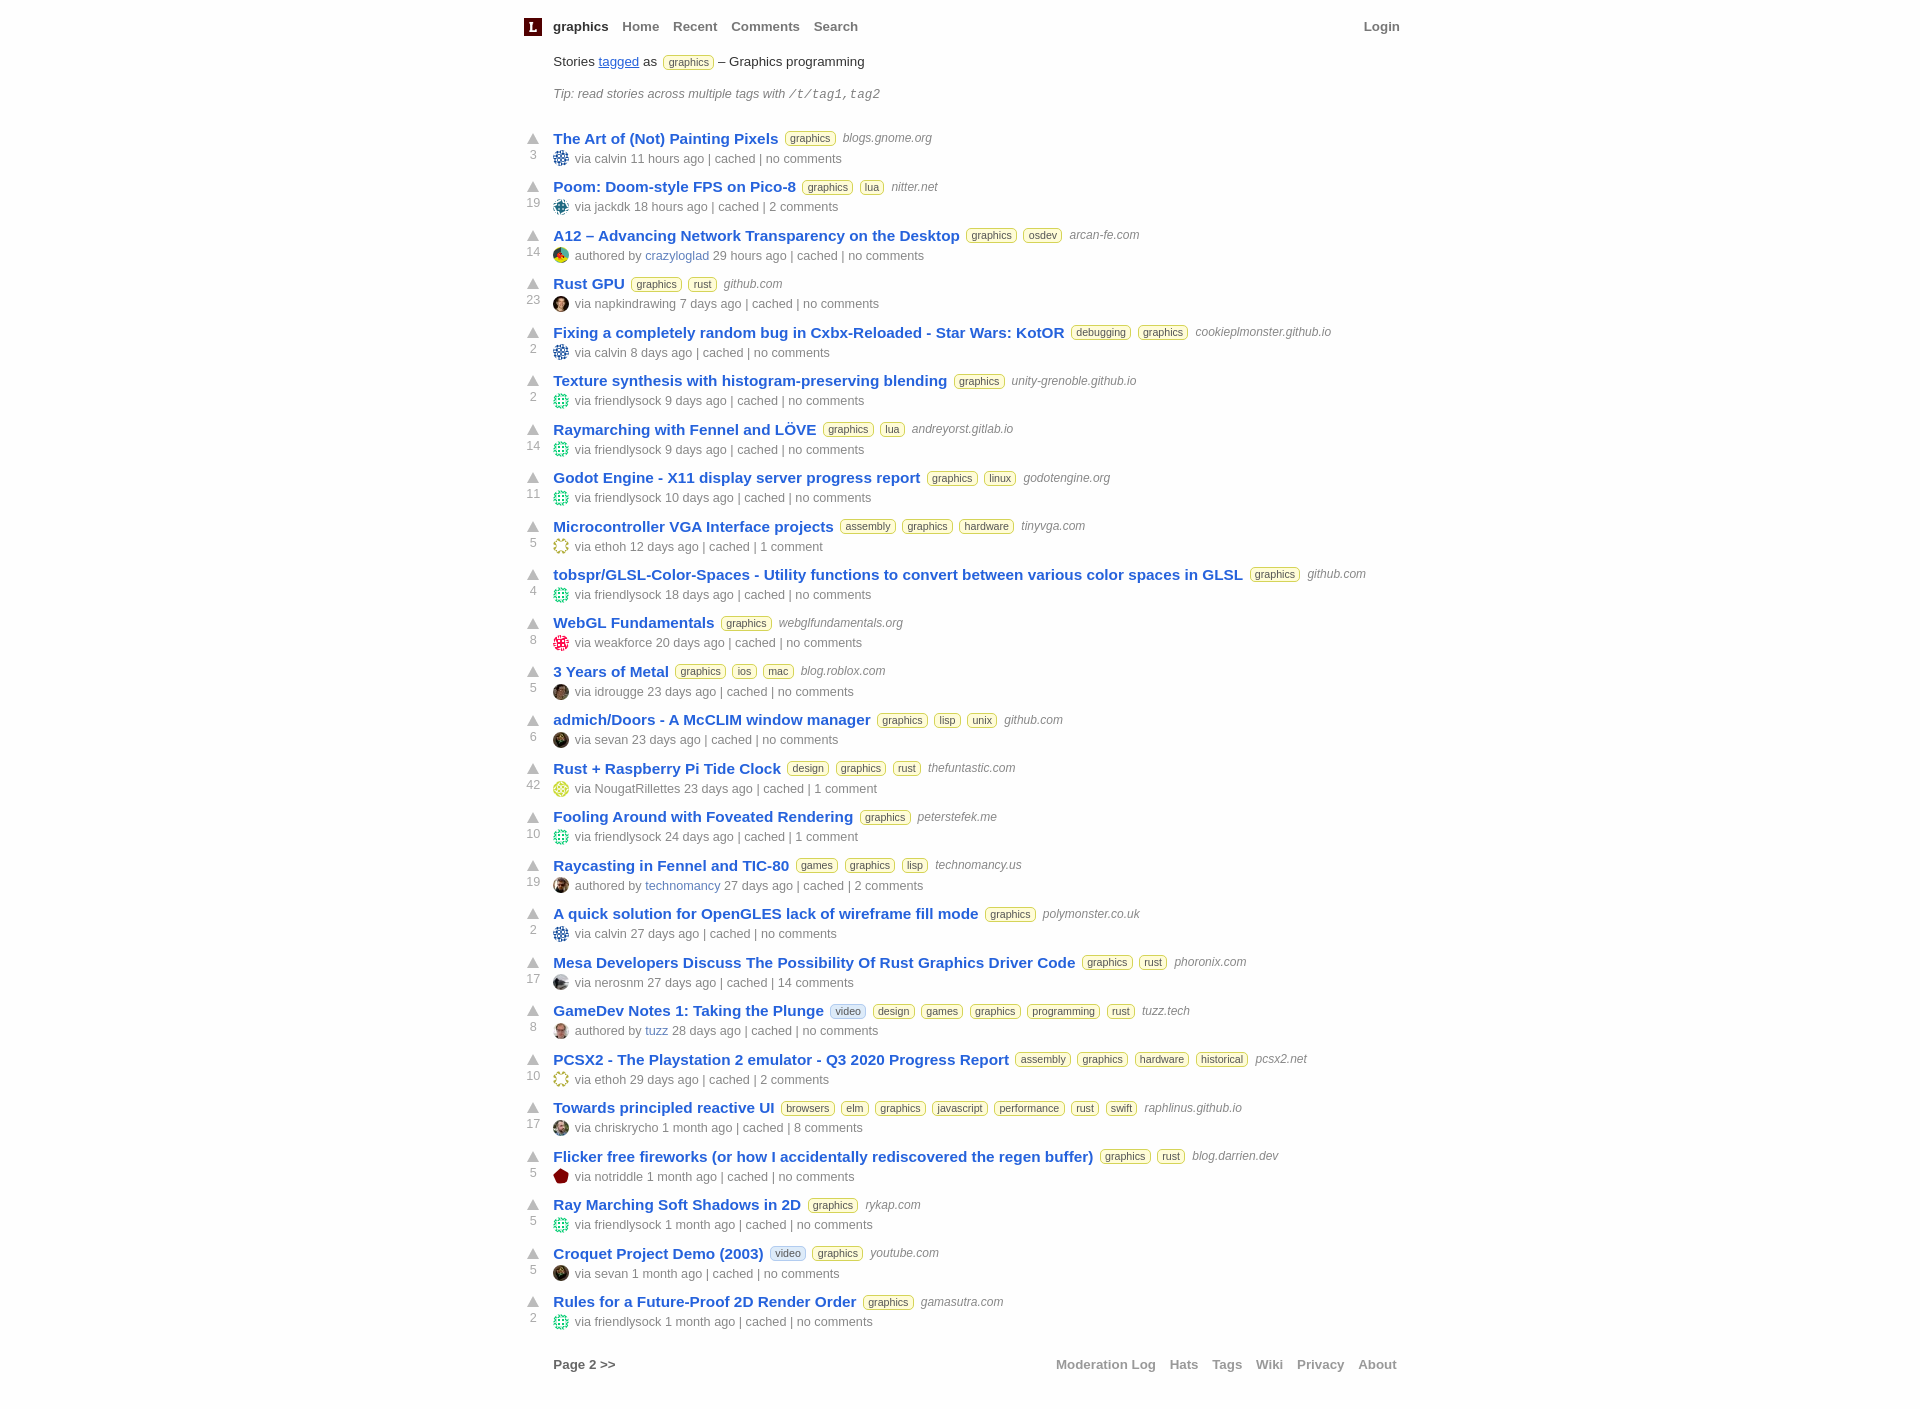 L graphics Home Recent Comments Search Login
Stories tagged as graphics – Graphics programming
Tip: read stories across multiple tags with /t/tag1,tag2
The Art of (Not) Painting Pixels graphics blogs.gnome.org
3 via calvin 11 hours ago | cached | no comments
Poom: Doom-style FPS on Pico-8 graphics lua nitter.net
19 via jackdk 18 hours ago | cached | 2 comments
A12 – Advancing Network Transparency on the Desktop graphics osdev arcan-fe.com
14 authored by crazyloglad 29 hours ago | cached | no comments
Rust GPU graphics rust github.com
23 via napkindrawing 7 days ago | cached | no comments
Fixing a completely random bug in Cxbx-Reloaded - Star Wars: KotOR debugging graphics cookieplmonster.github.io
2 via calvin 8 days ago | cached | no comments
Texture synthesis with histogram-preserving blending graphics unity-grenoble.github.io
2 via friendlysock 9 days ago | cached | no comments
Raymarching with Fennel and LÖVE graphics lua andreyorst.gitlab.io
14 via friendlysock 9 days ago | cached | no comments
Godot Engine - X11 display server progress report graphics linux godotengine.org
11 via friendlysock 10 days ago | cached | no comments
Microcontroller VGA Interface projects assembly graphics hardware tinyvga.com
5 via ethoh 12 days ago | cached | 1 comment
tobspr/GLSL-Color-Spaces - Utility functions to convert between various color spaces in GLSL graphics github.com
4 via friendlysock 18 days ago | cached | no comments
WebGL Fundamentals graphics webglfundamentals.org
8 via weakforce 20 days ago | cached | no comments
3 Years of Metal graphics ios mac blog.roblox.com
5 via idrougge 23 days ago | cached | no comments
admich/Doors - A McCLIM window manager graphics lisp unix github.com
6 via sevan 23 days ago | cached | no comments
Rust + Raspberry Pi Tide Clock design graphics rust thefuntastic.com
42 via NougatRillettes 23 days ago | cached | 1 comment
Fooling Around with Foveated Rendering graphics peterstefek.me
10 via friendlysock 24 days ago | cached | 1 comment
Raycasting in Fennel and TIC-80 games graphics lisp technomancy.us
19 authored by technomancy 27 days ago | cached | 2 comments
A quick solution for OpenGLES lack of wireframe fill mode graphics polymonster.co.uk
2 via calvin 27 days ago | cached | no comments
Mesa Developers Discuss The Possibility Of Rust Graphics Driver Code graphics rust phoronix.com
17 via nerosnm 27 days ago | cached | 14 comments
GameDev Notes 1: Taking the Plunge video design games graphics programming rust tuzz.tech
8 authored by tuzz 28 days ago | cached | no comments
PCSX2 - The Playstation 2 emulator - Q3 2020 Progress Report assembly graphics hardware historical pcsx2.net
10 via ethoh 29 days ago | cached | 2 comments
Towards principled reactive UI browsers elm graphics javascript performance rust swift raphlinus.github.io
17 via chriskrycho 1 month ago | cached | 8 comments
Flicker free fireworks (or how I accidentally rediscovered the regen buffer) graphics rust blog.darrien.dev
5 via notriddle 1 month ago | cached | no comments
Ray Marching Soft Shadows in 2D graphics rykap.com
5 via friendlysock 1 month ago | cached | no comments
Croquet Project Demo (2003) video graphics youtube.com
5 via sevan 1 month ago | cached | no comments
Rules for a Future-Proof 2D Render Order graphics gamasutra.com
2 via friendlysock 1 month ago | cached | no comments
Page 2 >> Moderation Log Hats Tags Wiki Privacy About